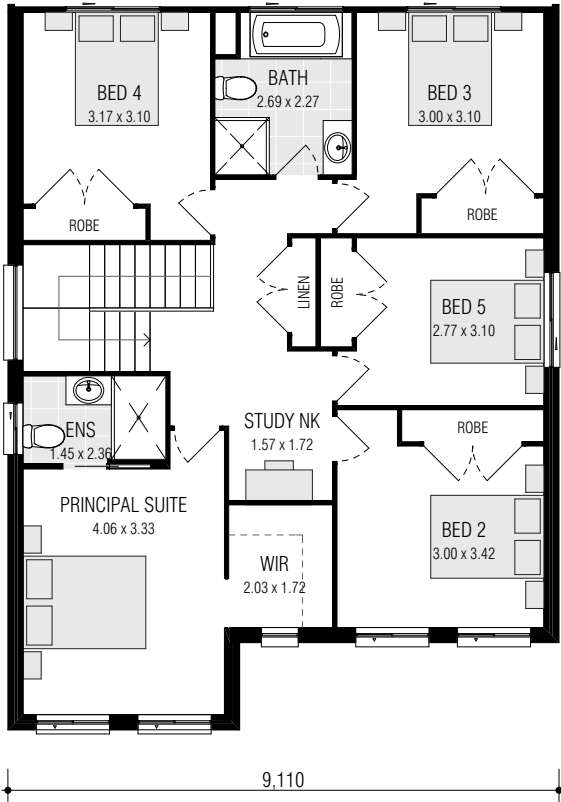 BED 4
3.17 x 3.10
BATH
2.69 x 2.27
BED 3
3.00 x 3.10
ROBE
ROBE
LINEN
ROBE
BED 5
2.77 x 3.10
ENS
1.45 x 2.36
STUDY NK
1.57 x 1.72
ROBE
PRINCIPAL SUITE
4.06 x 3.33
BED 2
3.00 x 3.42
WIR
2.03 x 1.72
9,110